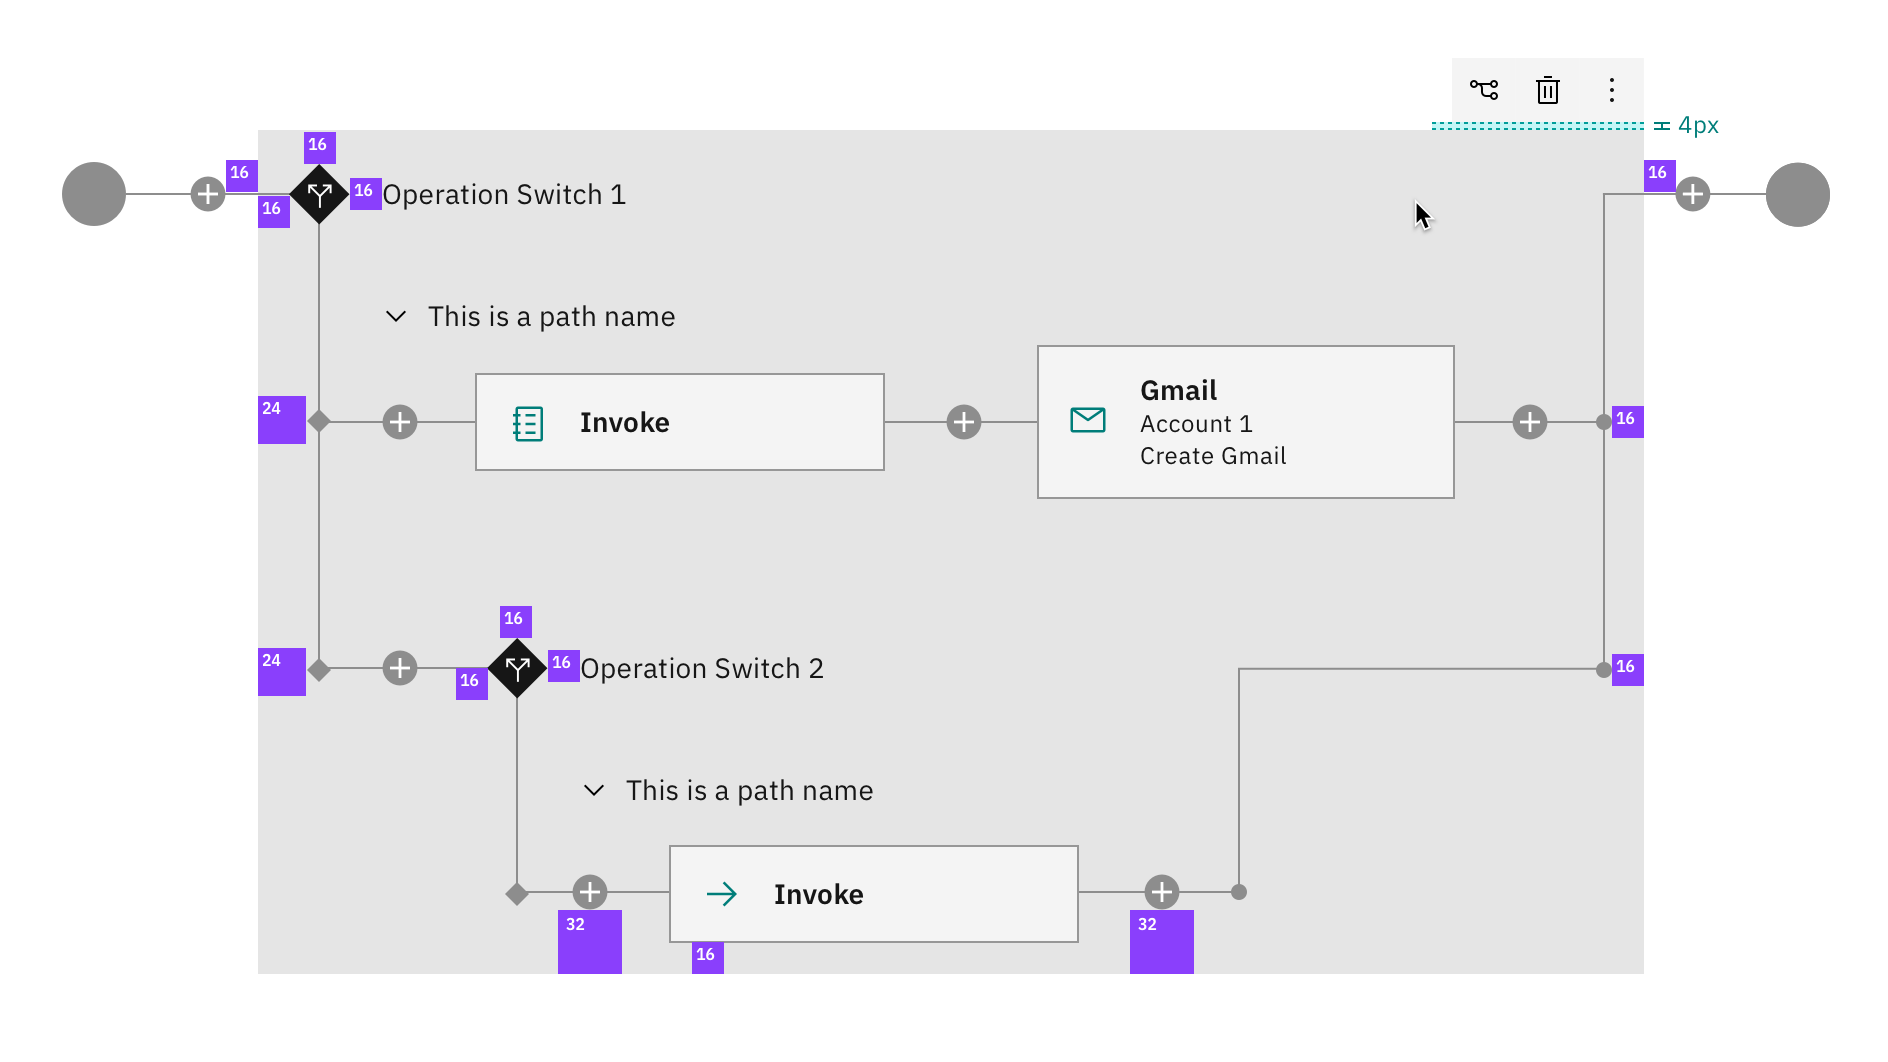 4px
16
16
16
16
16
Operation Switch 1
This is a path name
24
Invoke
Gmail
Account 1
Create Gmail
16
16
24
16
16
Operation Switch 2
16
This is a path name
Invoke
32
32
16